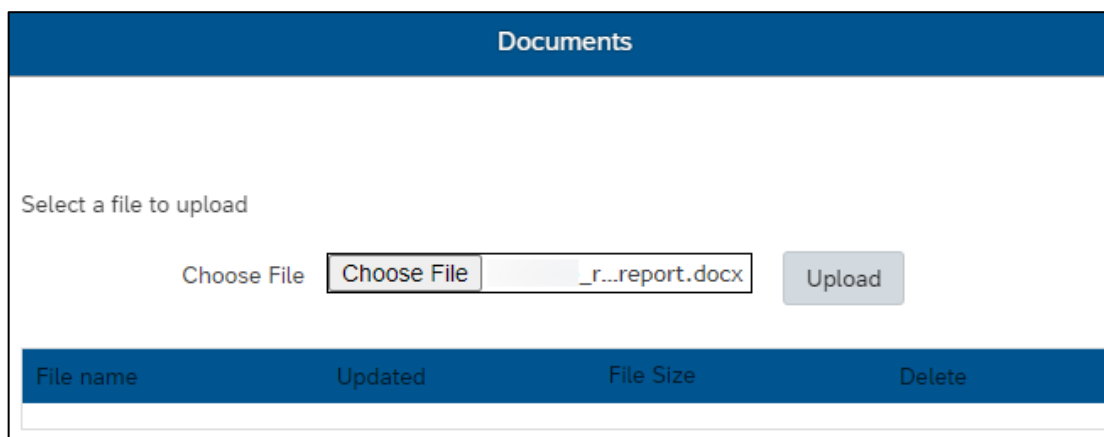 Documents
Select a file to upload
Choose File Choose File _r...report.docx Upload
File name Updated File Size Delete